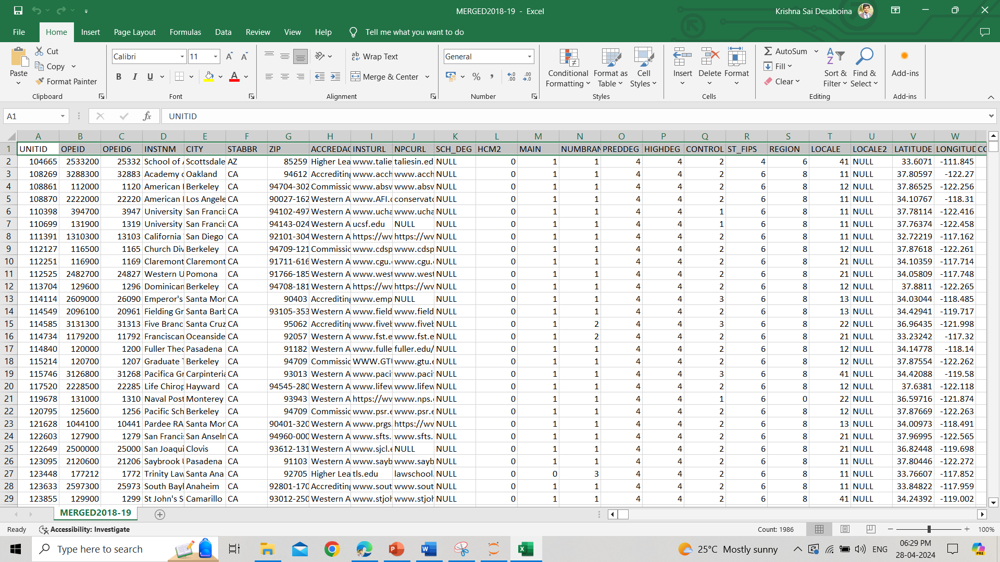 MERGED2018-19 - Excel
Krishna Sai Desaboina
File Home Insert Page Layout Formulas Data Review View Help Tell me what you want to do
Paste
Cut
Copy
Format Painter
Clipboard
Calibri 11
B I U A
Font
Wrap Text
Merge & Center
Alignment
General
% , .00
Number
Conditional Formatting
Format as Table
Cell Styles
Styles
Insert Delete Format
Cells
AutoSum
Fill
Clear
Sort & Filter
Find & Select
Editing
Add-ins
Add-ins
A1 fx UNITID
A B C D E F G H I J K L M N O P Q R S T U V W
1 UNITID OPEID OPEID6 INSTNM CITY STABBR ZIP ACCREDAG INSTURL NPCURL SCH_DEG HCM2 MAIN NUMBRAN PREDDEG HIGHDEG CONTROL ST_FIPS REGION LOCALE LOCALE2 LATITUDE LONGITUD CO
2 104665 2533200 25332 School of Scottsdale AZ 85259 Higher Lea www.talie taliesin.ed NULL 0 1 1 4 4 2 4 6 41 NULL 33.6071 -111.845
3 108269 3288300 32883 Academy o Oakland CA 94612 Accrediting www.acch www.acch NULL 0 1 1 4 4 2 6 8 11 NULL 37.80597 -122.27
4 108861 112000 1120 American Berkeley CA 94704-302 Commissio www.absw www.absw NULL 0 1 1 4 4 2 6 8 12 NULL 37.86525 -122.256
5 108870 2222000 22220 American Los Angele CA 90027-162 Western A www.AFI.c conservato NULL 0 1 1 4 4 2 6 8 11 NULL 34.10767 -118.31
6 110398 394700 3947 University San Franci CA 94102-497 Western A www.ucha www.ucha NULL 0 1 1 4 4 1 6 8 11 NULL 37.78114 -122.416
7 110699 131900 1319 University San Franci CA 94143-024 Western A ucsf.edu NULL NULL 0 1 1 4 4 1 6 8 11 NULL 37.76374 -122.458
8 111391 1310300 13103 California San Diego CA 92101-304 Western A https://ww https://ww NULL 0 1 1 4 4 2 6 8 11 NULL 32.72219 -117.162
9 112127 116500 1165 Church Div Berkeley CA 94709-121 Commissio www.cdsp www.cdsp NULL 0 1 1 4 4 2 6 8 12 NULL 37.87618 -122.261
10 112251 116900 1169 Claremont Claremont CA 91711-616 Western A www.cgu. www.cgu. NULL 0 1 1 4 4 2 6 8 21 NULL 34.10359 -117.714
11 112525 2482700 24827 Western U Pomona CA 91766-185 Western A www.west www.west NULL 0 1 1 4 4 2 6 8 21 NULL 34.05809 -117.748
12 113704 129600 1296 Dominican Berkeley CA 94708-181 Western A https://ww https://ww NULL 0 1 1 4 4 2 6 8 12 NULL 37.8811 -122.265
13 114114 2609000 26090 Emperor's Santa Mor CA 90403 Accrediting www.emp NULL NULL 0 1 1 4 4 3 6 8 13 NULL 34.03044 -118.485
14 114549 2096100 20961 Fielding Gr Santa Barb CA 93105-353 Western A www.field www.field NULL 0 1 1 4 4 2 6 8 13 NULL 34.42941 -119.717
15 114585 3131300 31313 Five Branc Santa Cruz CA 95062 Accrediting www.fiveb www.fiveb NULL 0 1 2 4 4 3 6 8 22 NULL 36.96435 -121.998
16 114734 1179200 11792 Franciscan Oceanside CA 92057 Western A www.fst.e www.fst.e NULL 0 1 2 4 4 2 6 8 21 NULL 33.23242 -117.32
17 114840 120000 1200 Fuller Theo Pasadena CA 91182 Western A www.fulle fuller.edu/ NULL 0 1 1 4 4 2 6 8 12 NULL 34.14778 -118.14
18 115214 120700 1207 Graduate T Berkeley CA 94709 Commissio WWW.GTU www.gtu.e NULL 0 1 1 4 4 2 6 8 12 NULL 37.87554 -122.262
19 115746 3126800 31268 Pacifica Gr Carpinteria CA 93013 Western A www.paci www.paci NULL 0 1 1 4 4 3 6 8 41 NULL 34.42088 -119.58
20 117520 2228500 22285 Life Chirop Hayward CA 94545-280 Western A www.lifew www.lifew NULL 0 1 1 4 4 2 6 8 12 NULL 37.6381 -122.118
21 119678 131000 1310 Naval Post Monterey CA 93943 Western A https://ww www.nps. NULL 0 1 1 4 4 1 6 0 22 NULL 36.59716 -121.874
22 120795 125600 1256 Pacific Sch Berkeley CA 94709 Commissio www.psr.e www.psr.e NULL 0 1 1 4 4 2 6 8 12 NULL 37.87669 -122.263
23 121628 1044100 10441 Pardee RA Santa Mor CA 90401-320 Western A www.prgs. https://ww NULL 0 1 1 4 4 2 6 8 13 NULL 34.00973 -118.491
24 122603 127900 1279 San Francis San Anselm CA 94960-000 Western A www.sfts. www.sfts. NULL 0 1 1 4 4 2 6 8 21 NULL 37.96995 -122.565
25 122649 2500000 25000 San Joaqui Clovis CA 93612-131 Western A www.sjcl.e NULL NULL 0 1 1 4 4 2 6 8 21 NULL 36.82448 -119.698
26 123095 2120600 21206 Saybrook U Pasadena CA 91103 Western A www.sayb www.sayb NULL 0 1 1 4 4 2 6 8 11 NULL 37.80446 -122.272
27 123448 177212 1772 Trinity Law Santa Ana CA 92705 Higher Lea tls.edu lawschool. NULL 0 0 3 4 4 2 6 8 11 NULL 33.76607 -117.852
28 123633 2597300 25973 South Bayl Anaheim CA 92801-170 Accrediting www.sout www.sout NULL 0 1 1 4 4 2 6 8 11 NULL 33.84822 -117.959
29 123855 129900 1299 St John's S Camarillo CA 93012-250 Western A www.stjoh www.stjoh NULL 0 1 1 4 4 2 6 8 41 NULL 34.24392 -119.002
MERGED2018-19
Ready Accessibility: Investigate Count: 1986 100%
Type here to search 25°C Mostly sunny ENG 06:29 PM
28-04-2024